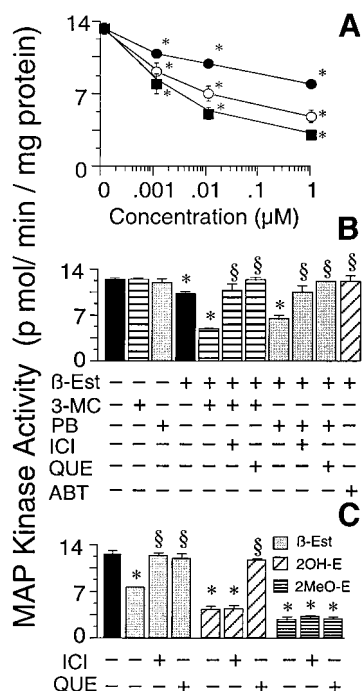 MAP Kinase Activity (p mol/ min / mg protein)
A
14
7
0
* * *
* * *
* * *
0 .001 .01 .1 1
Concentration (µM)
B
14
7
0
* * § § * § § §
ß-Est − − − + + + + + + + +
3-MC − + − − + + + − − − −
PB − − + − − − − + + + −
ICI − − − − − + − − + − −
QUE − − − − − − + − − + −
ABT − − − − − − − − − − +
C
14
7
0
* § § * * § * * *
ß-Est
2OH-E
2MeO-E
ICI − − + − − + − − + −
QUE − − − + − − + − − +